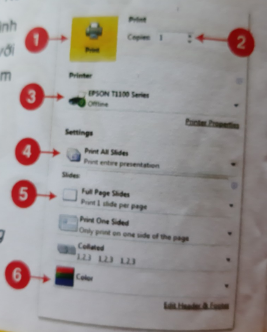 Print
Print
Copies: 1
1
2
Printer
3
EPSON T1100 Series
Offline
Printer Properties
Settings
4
Print All Slides
Print entire presentation
Slides:
5
Full Page Slides
Print 1 slide per page
Print One Sided
Only print on one side of the page
Collated
1,2,3 1,2,3 1,2,3
6
Color
Edit Header & Footer